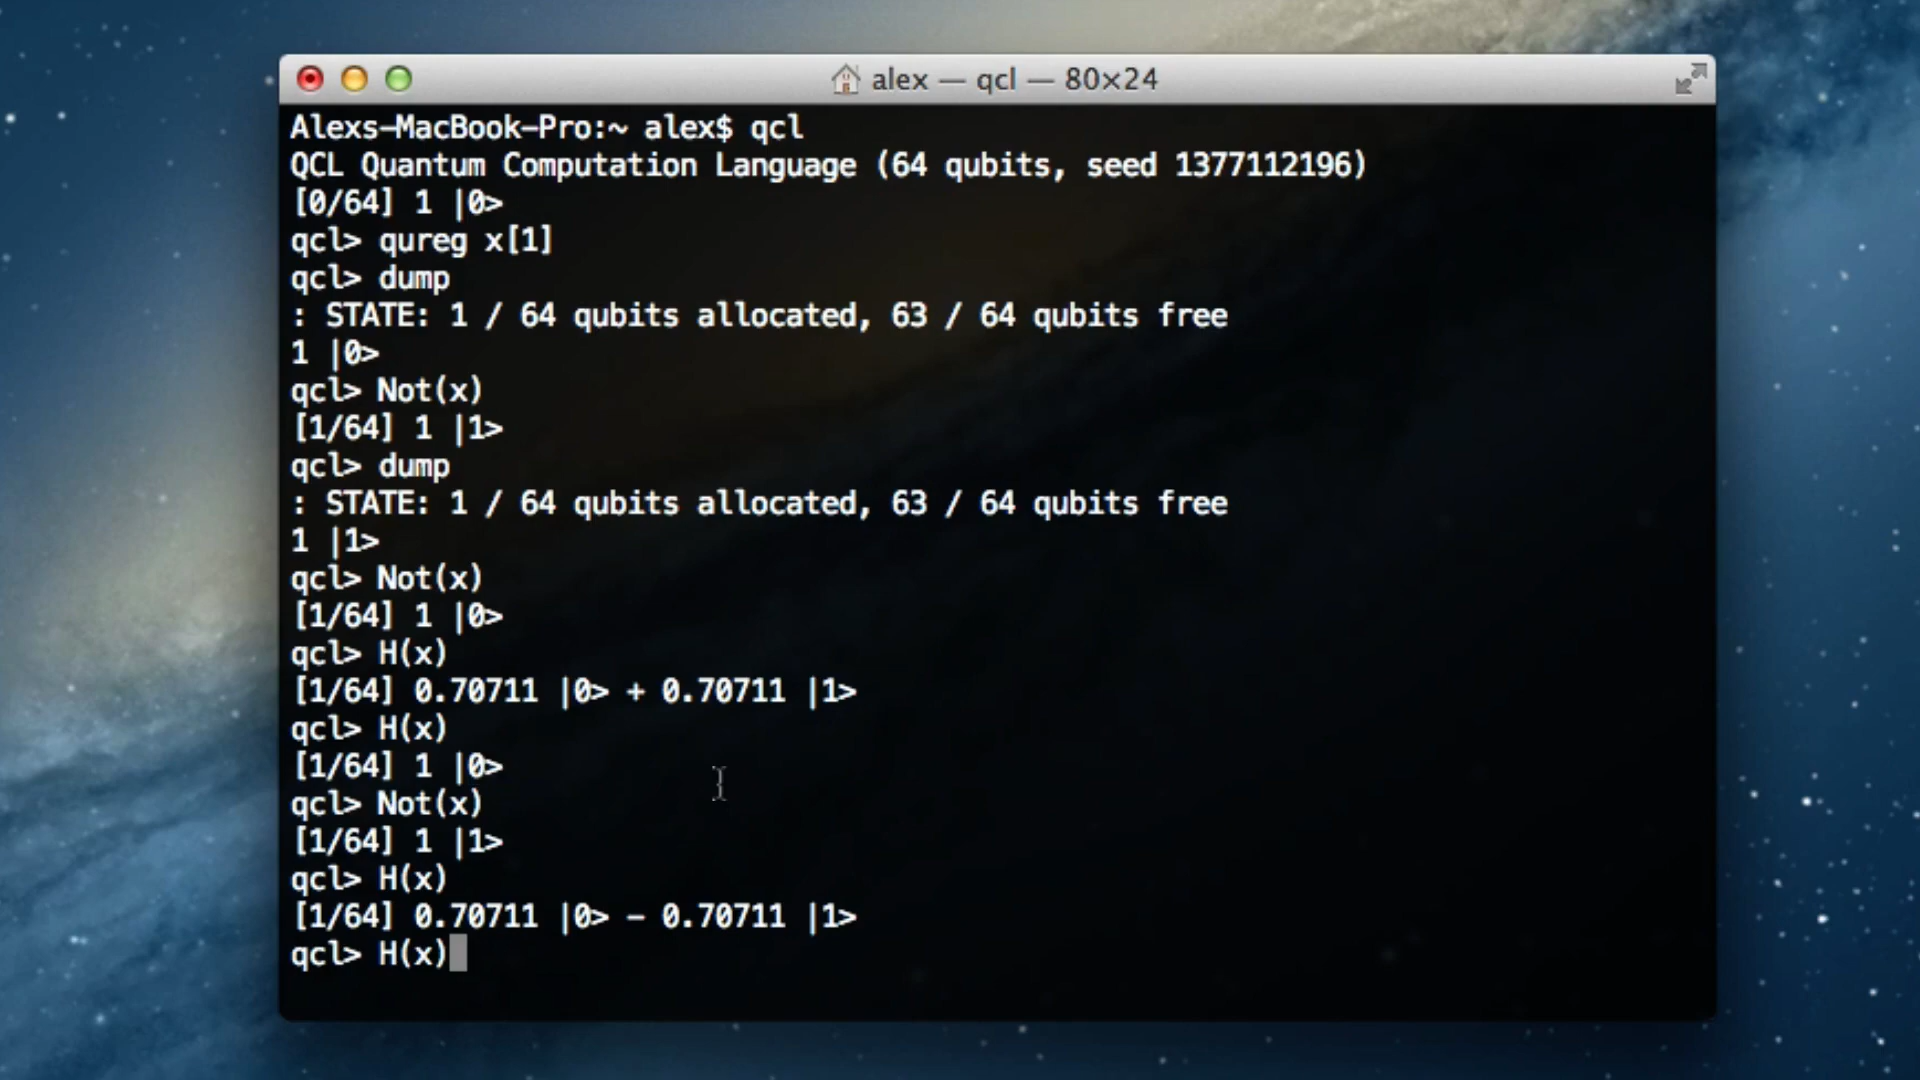 alex — qcl — 80×24
Alexs-MacBook-Pro:~ alex$ qcl
QCL Quantum Computation Language (64 qubits, seed 1377112196)
[0/64] 1 |0>
qcl> qureg x[1]
qcl> dump
: STATE: 1 / 64 qubits allocated, 63 / 64 qubits free
1 |0>
qcl> Not(x)
[1/64] 1 |1>
qcl> dump
: STATE: 1 / 64 qubits allocated, 63 / 64 qubits free
1 |1>
qcl> Not(x)
[1/64] 1 |0>
qcl> H(x)
[1/64] 0.70711 |0> + 0.70711 |1>
qcl> H(x)
[1/64] 1 |0>
qcl> Not(x)
[1/64] 1 |1>
qcl> H(x)
[1/64] 0.70711 |0> - 0.70711 |1>
qcl> H(x)